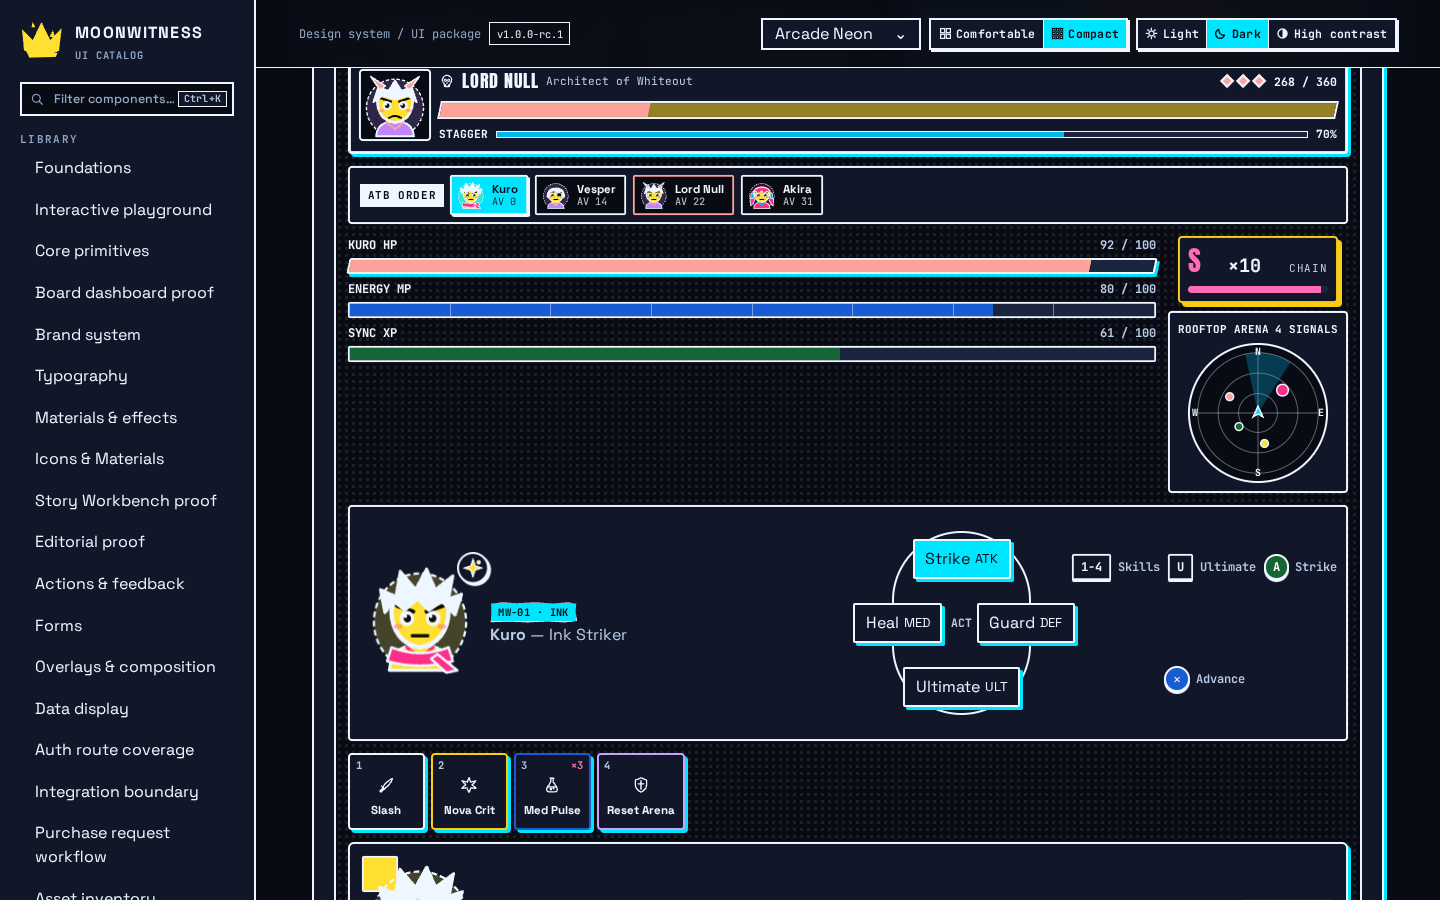 MOONWITNESS
UI CATALOG
Filter components... Ctrl+K
LIBRARY
Foundations
Interactive playground
Core primitives
Board dashboard proof
Brand system
Typography
Materials & effects
Icons & Materials
Story Workbench proof
Editorial proof
Actions & feedback
Forms
Overlays & composition
Data display
Auth route coverage
Integration boundary
Purchase request
workflow
Asset inventory
Design system / UI package v1.0.0-rc.1
Arcade Neon
Comfortable Compact
Light Dark High contrast
LORD NULL Architect of Whiteout 268 / 360
STAGGER 70%
ATB ORDER
Kuro
AV 0
Vesper
AV 14
Lord Null
AV 22
Akira
AV 31
KURO HP 92 / 100
ENERGY MP 80 / 100
SYNC XP 61 / 100
S ×10 CHAIN
ROOFTOP ARENA 4 SIGNALS
N
W E
S
MW-01 · INK
Kuro — Ink Striker
Strike ATK
Heal MED ACT Guard DEF
Ultimate ULT
1-4 Skills U Ultimate A Strike
× Advance
1
Slash
2
Nova Crit
3 ×3
Med Pulse
4
Reset Arena